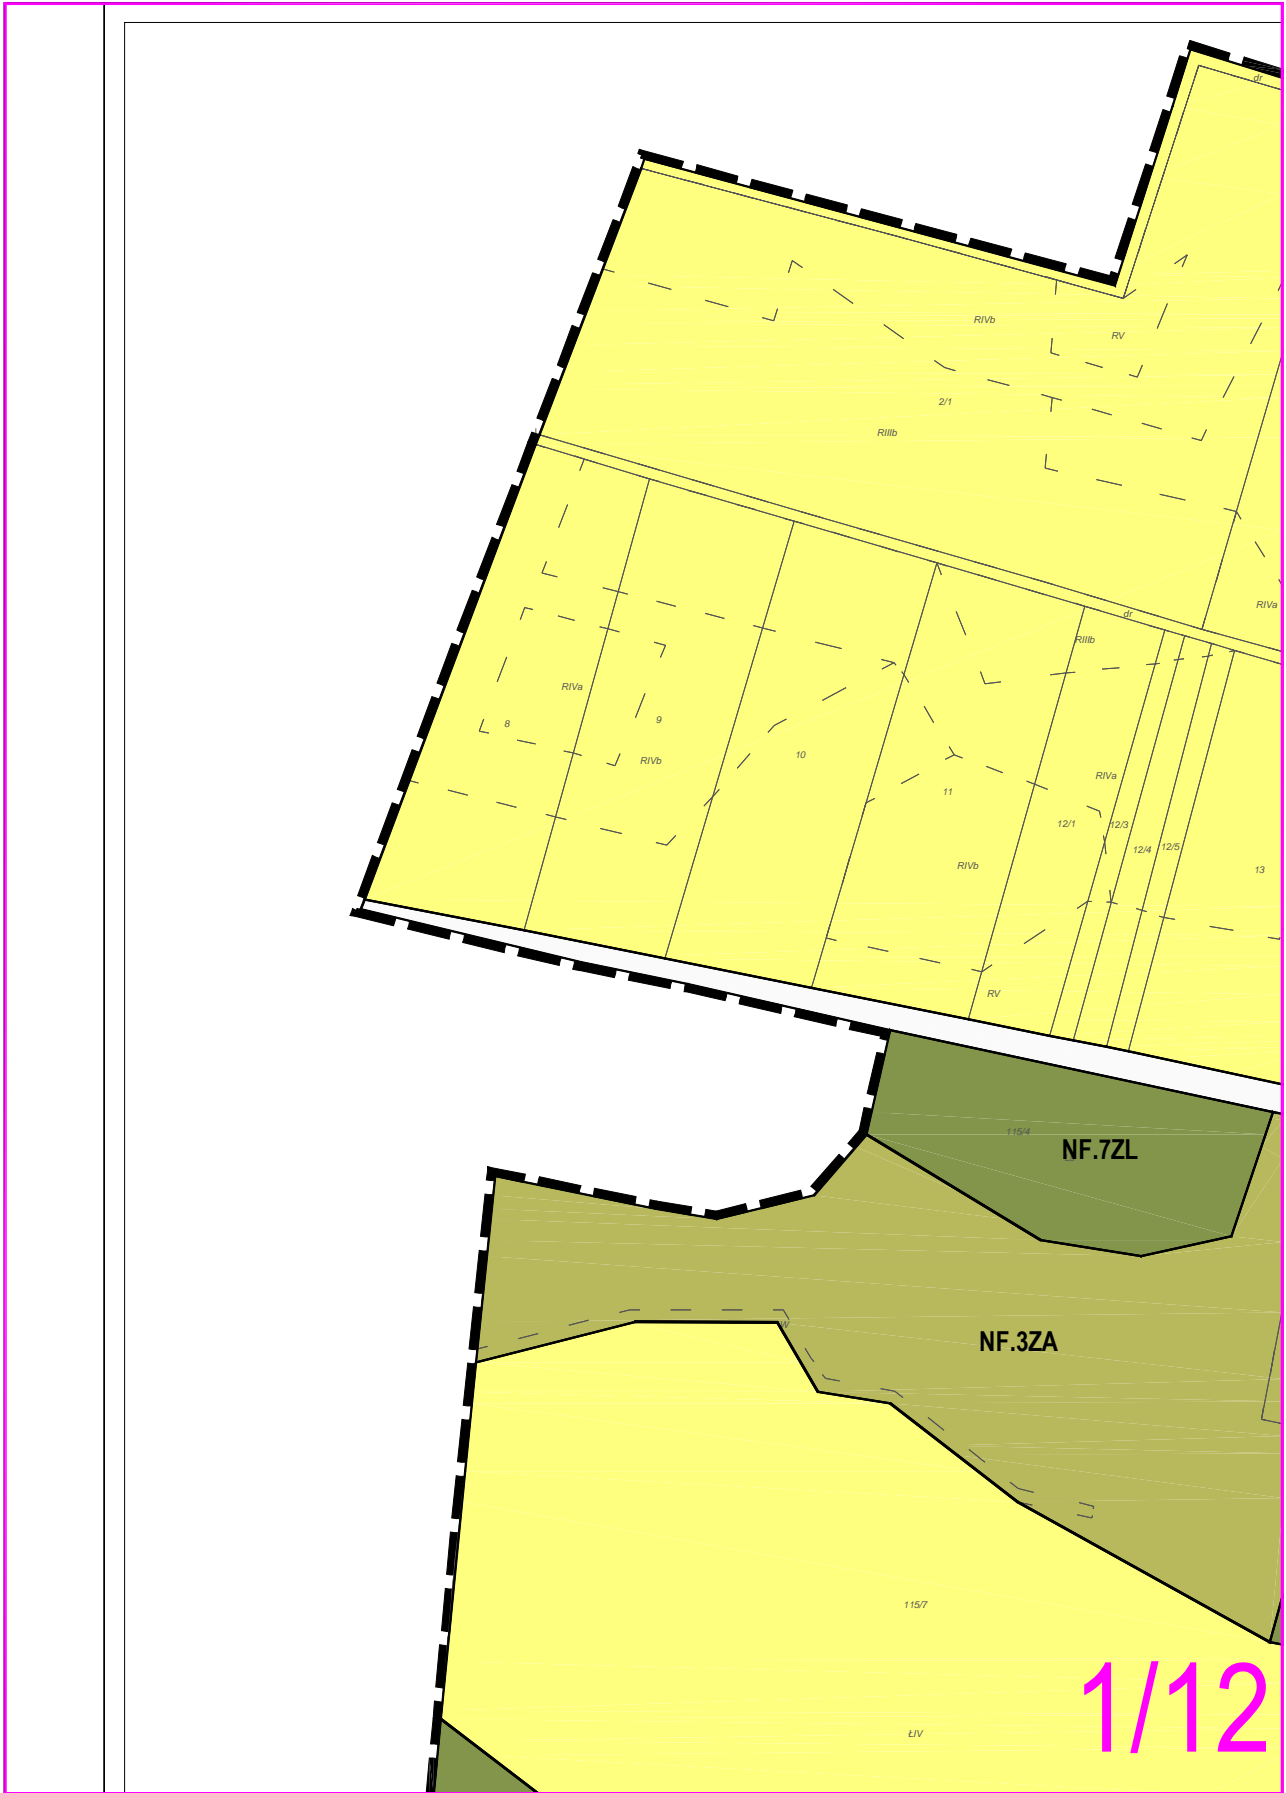 dr
RIVb
RV
2/1
RIIIb
RIVa
dr
RIIIb
RIVa
8
9
RIVb
10
RIVa
11
12/1
12/3
12/4
12/5
RIVb
13
RV
115/4
NF.7ZL
W
NF.3ZA
115/7
1/12
ŁIV